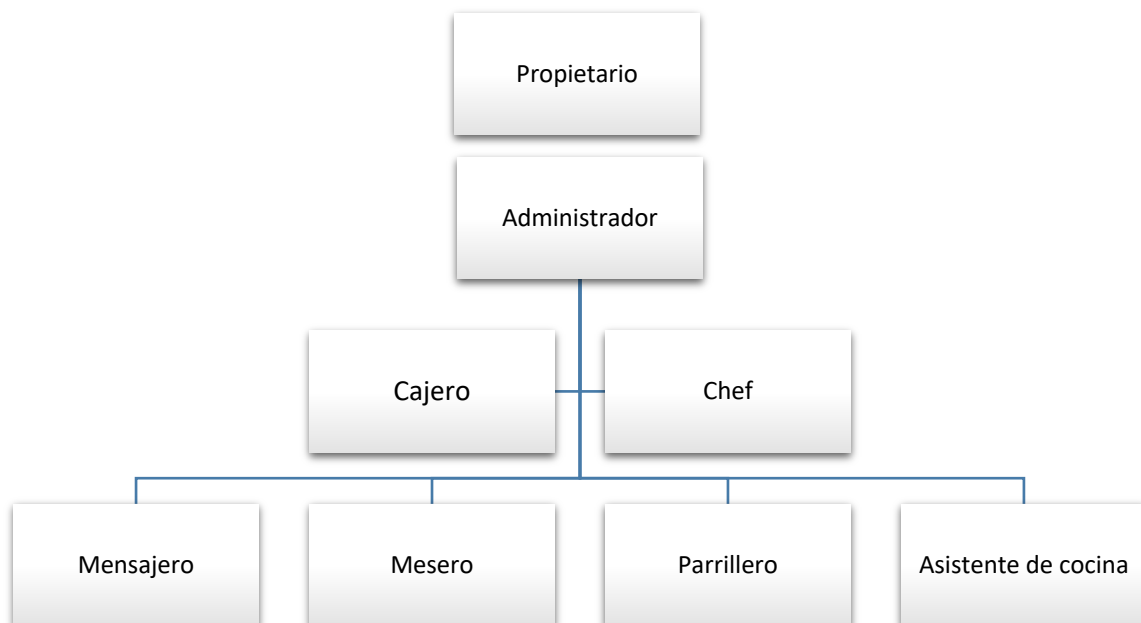 Propietario
Administrador
Cajero
Chef
Mensajero
Mesero
Parrillero
Asistente de cocina